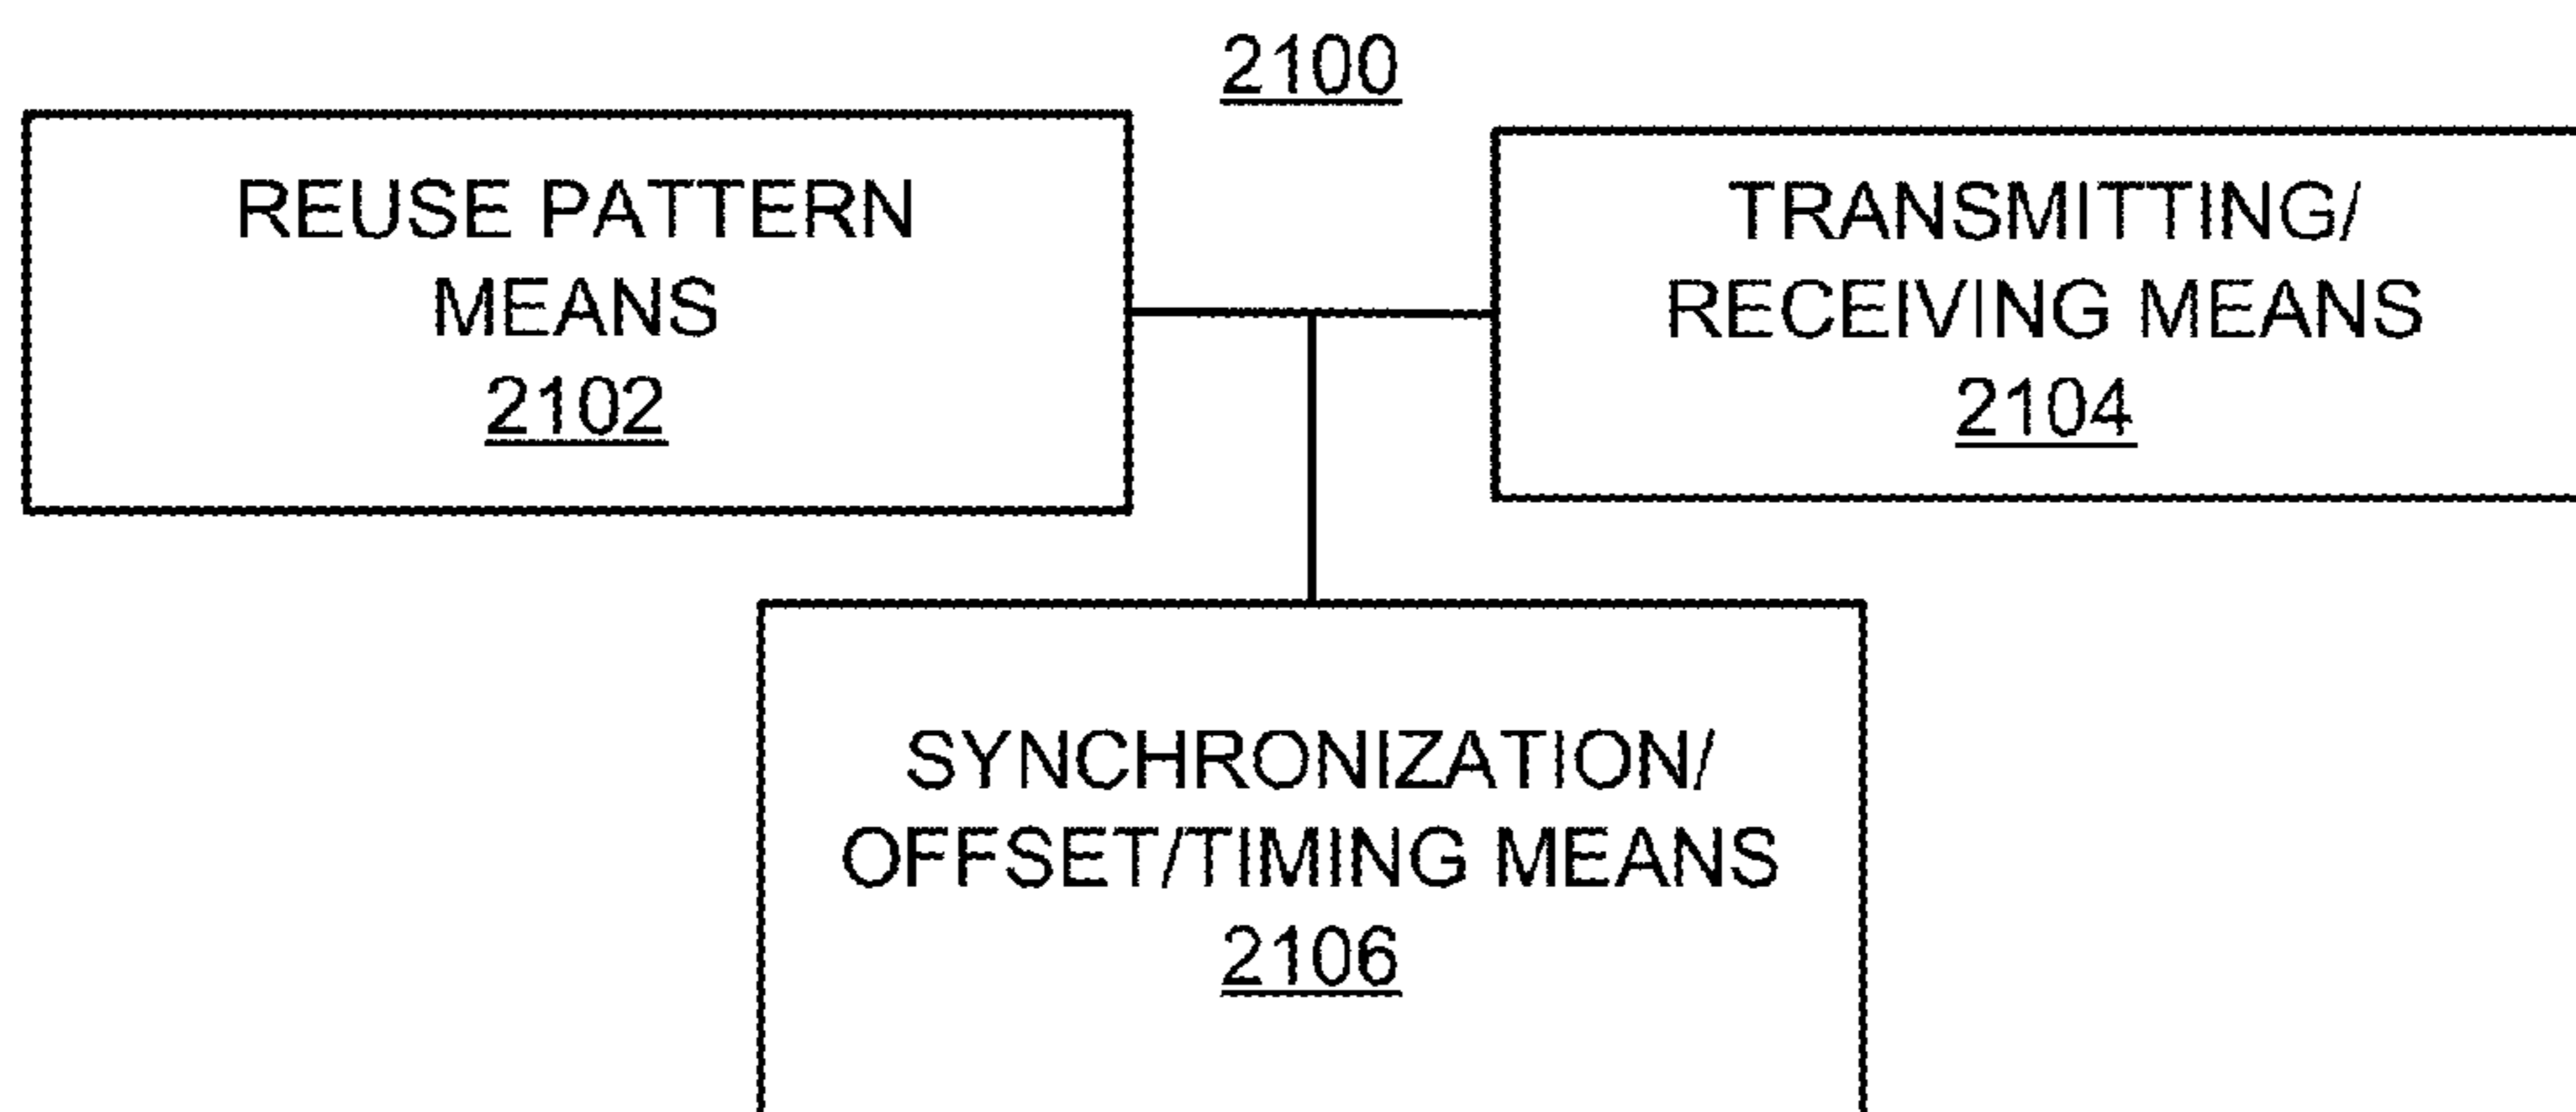 2100
REUSE PATTERN
MEANS
2102
TRANSMITTING/
RECEIVING MEANS
2104
SYNCHRONIZATION/
OFFSET/TIMING MEANS
2106